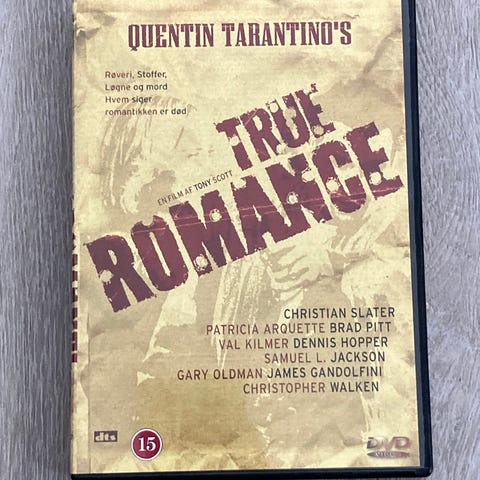 QUENTIN TARANTINO'S
Røveri, Stoffer,
Løgne og mord
Hvem siger
romantikken er død
TRUE
EN FILM AF TONY SCOTT
ROMANCE
CHRISTIAN SLATER
PATRICIA ARQUETTE BRAD PITT
VAL KILMER DENNIS HOPPER
SAMUEL L. JACKSON
GARY OLDMAN JAMES GANDOLFINI
CHRISTOPHER WALKEN
dts
15
DVD
VIDEO